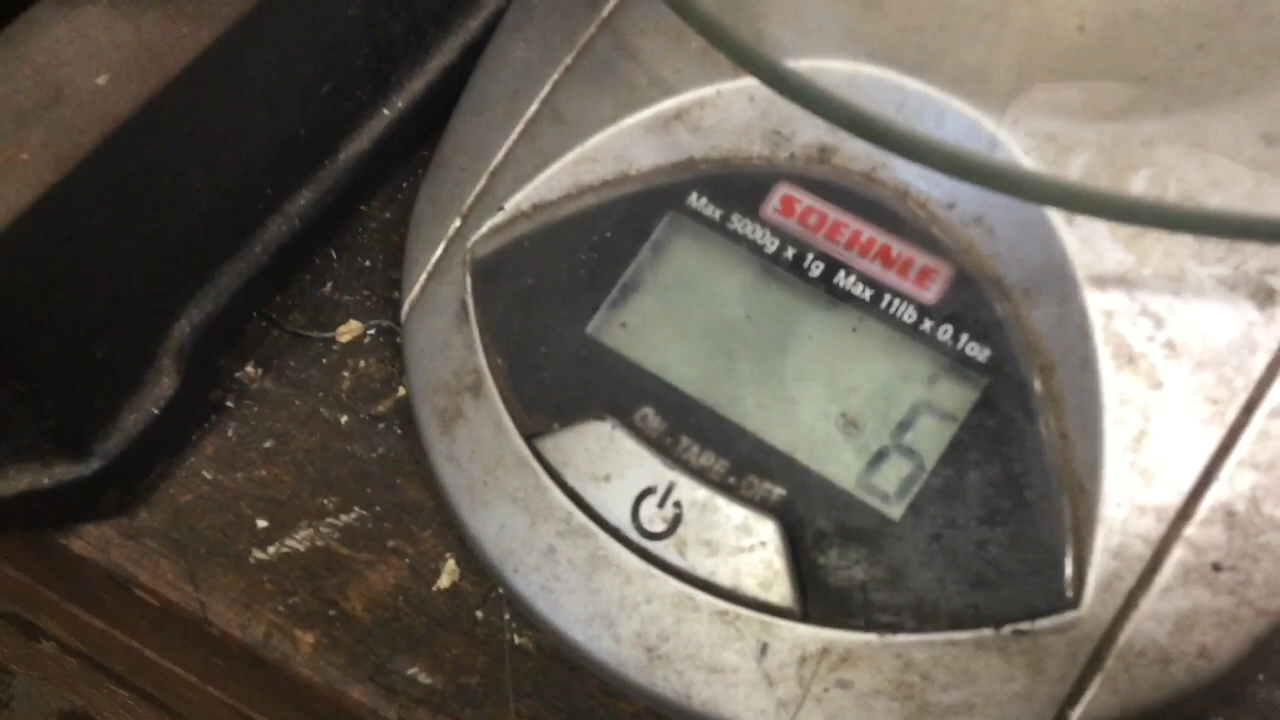 SOEHNLE
Max 5000g x 1g Max 11lb x 0.1oz
6
ON - TARE - OFF